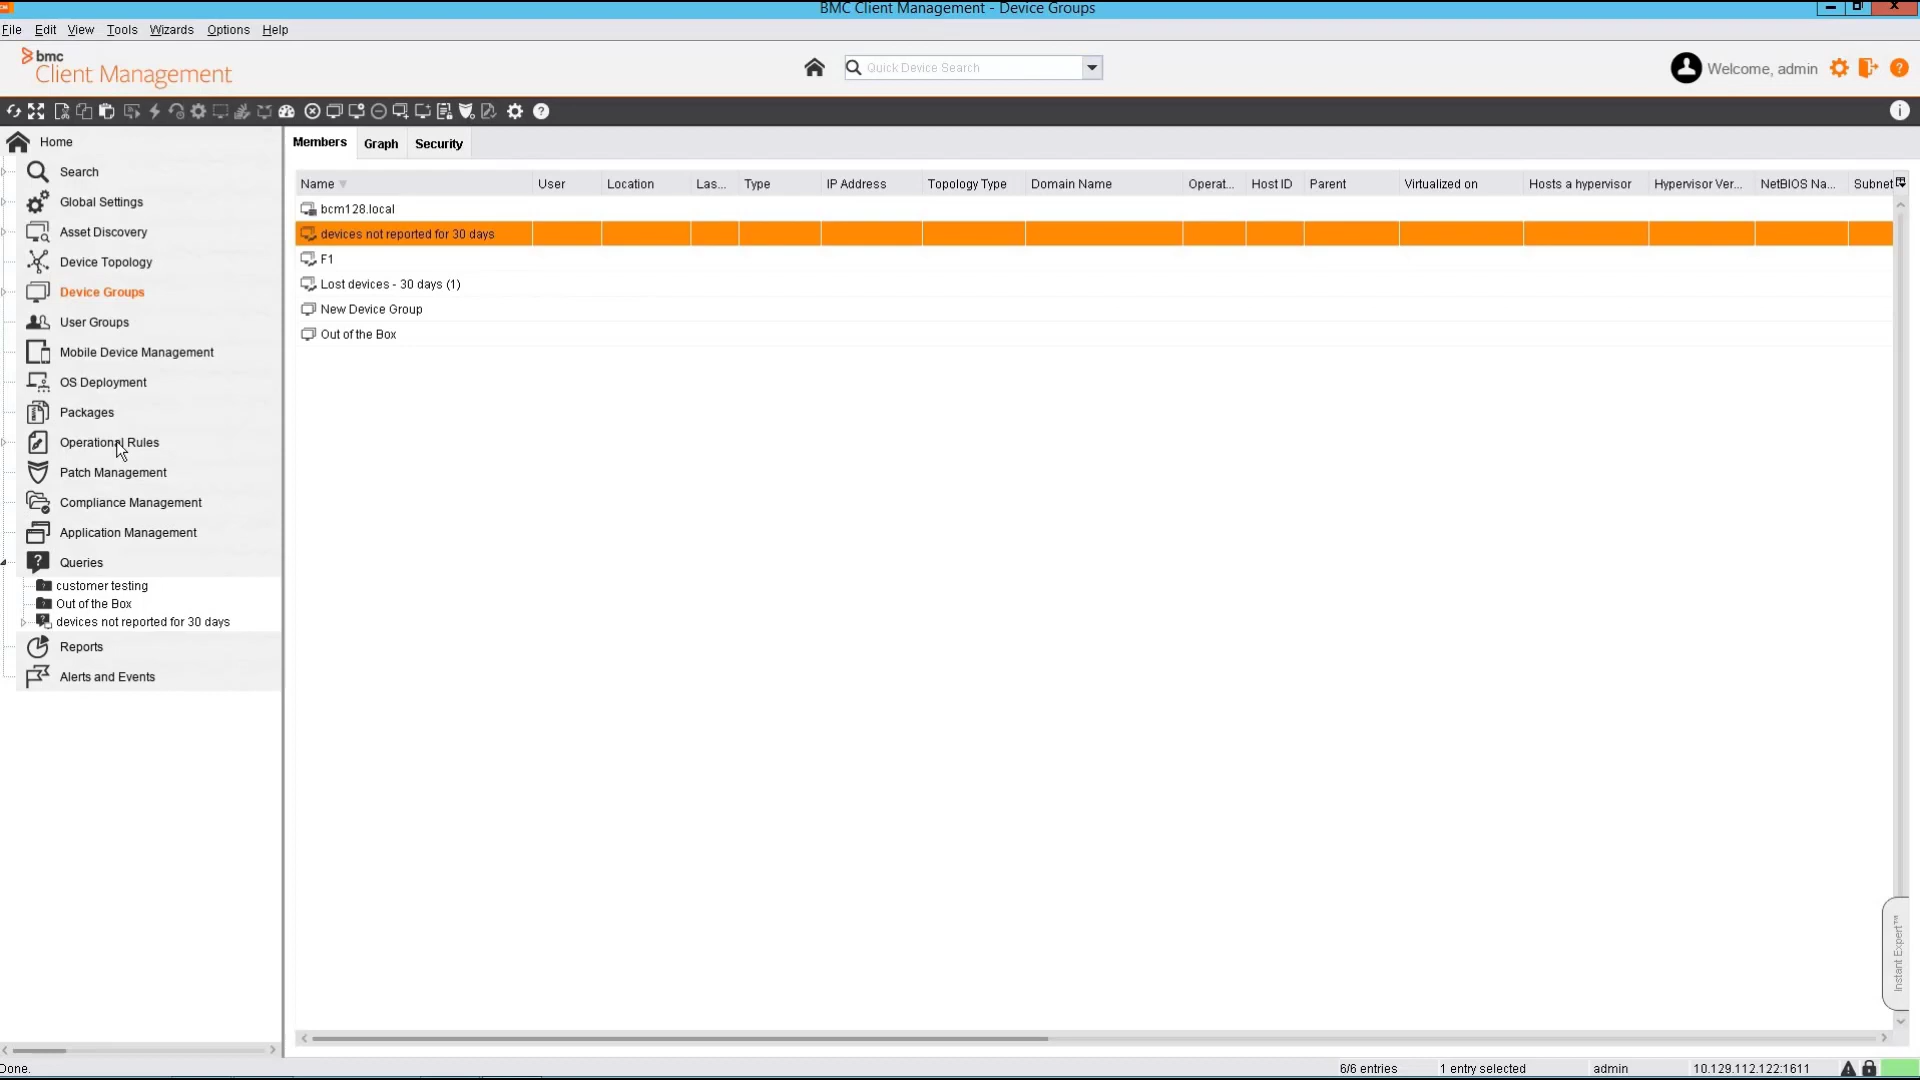 BMC Client Management - Device Groups
File Edit View Tools Wizards Options Help
bmc
Client Management
Quick Device Search
Welcome, admin
Home
Search
Global Settings
Asset Discovery
Device Topology
Device Groups
User Groups
Mobile Device Management
OS Deployment
Packages
Operational Rules
Patch Management
Compliance Management
Application Management
Queries
customer testing
Out of the Box
devices not reported for 30 days
Reports
Alerts and Events
Members Graph Security
Name User Location Las... Type IP Address Topology Type Domain Name Operat... Host ID Parent Virtualized on Hosts a hypervisor Hypervisor Ver... NetBIOS Na... Subnet
bcm128.local
devices not reported for 30 days
F1
Lost devices - 30 days (1)
New Device Group
Out of the Box
Instant Expert™
Done. 6/6 entries 1 entry selected admin 10.129.112.122:1611